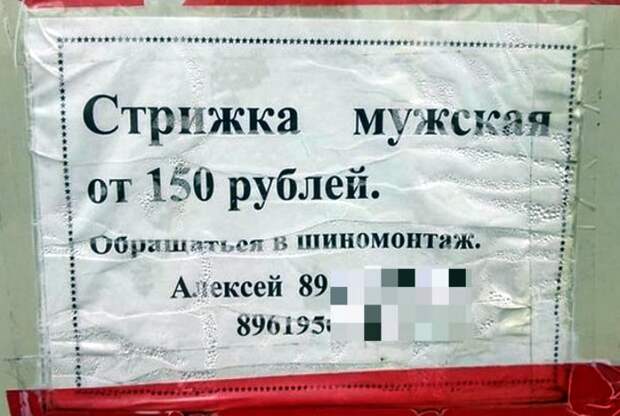 Стрижка мужская
от 150 рублей.
Обращаться в шиномонтаж.
Алексей 89
896195